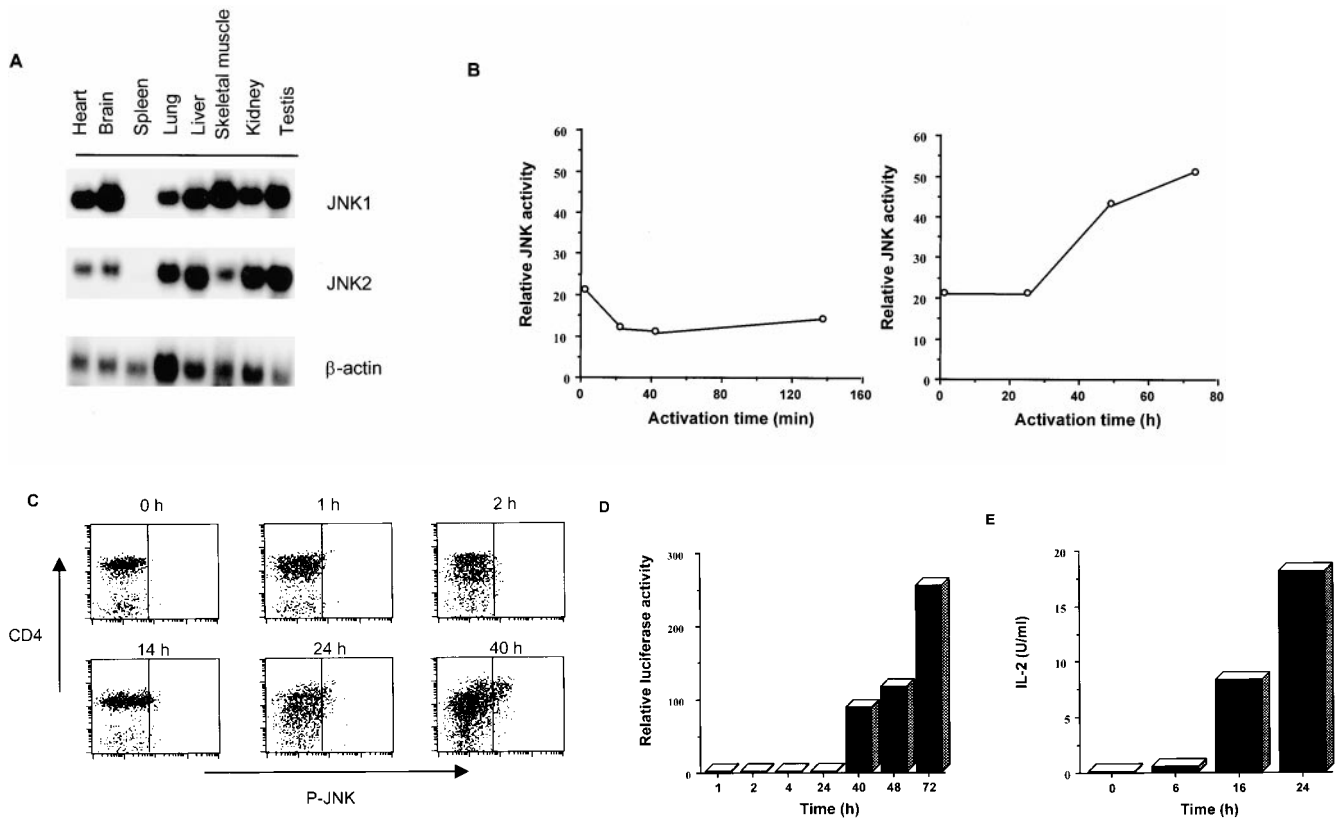 A
Heart
Brain
Spleen
Lung
Liver
Skeletal muscle
Kidney
Testis
JNK1
JNK2
β-actin
B
Relative JNK activity
60
50
40
30
20
10
0
0 40 80 120 160
Activation time (min)
Relative JNK activity
60
50
40
30
20
10
0
0 20 40 60 80
Activation time (h)
C
0 h 1 h 2 h
14 h 24 h 40 h
CD4
P-JNK
D
Relative luciferase activity
300
200
100
0
1 2 4 24 40 48 72
Time (h)
E
IL-2 (U/ml)
20
15
10
5
0
0 6 16 24
Time (h)